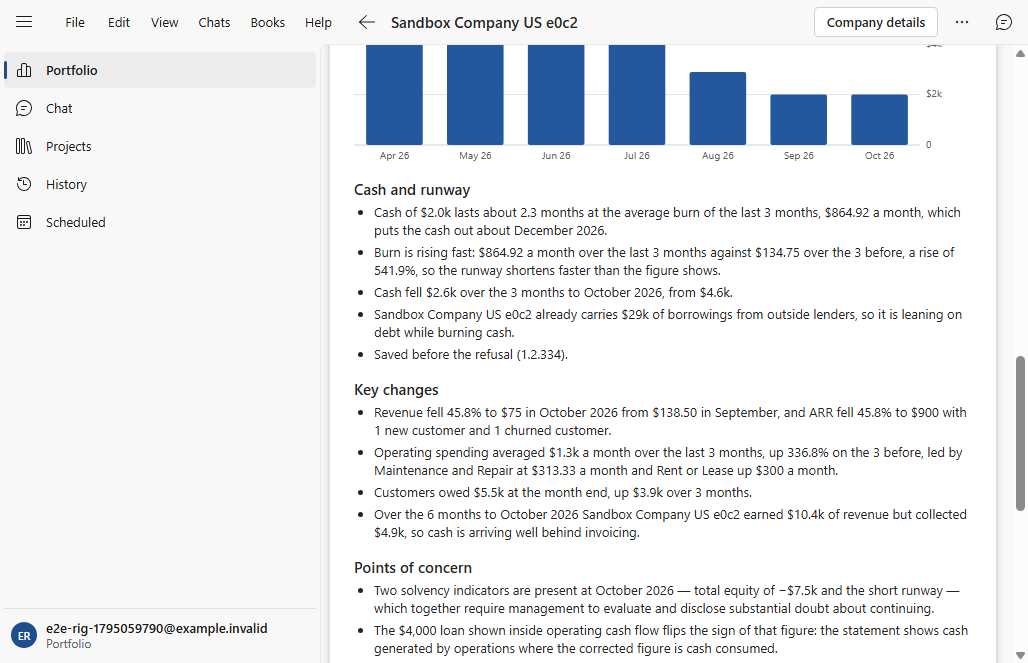 File Edit View Chats Books Help Sandbox Company US e0c2 Company details
Portfolio
Chat
Projects
History
Scheduled
$4k
$2k
0
Apr 26 May 26 Jun 26 Jul 26 Aug 26 Sep 26 Oct 26
Cash and runway
• Cash of $2.0k lasts about 2.3 months at the average burn of the last 3 months, $864.92 a month, which
puts the cash out about December 2026.
• Burn is rising fast: $864.92 a month over the last 3 months against $134.75 over the 3 before, a rise of
541.9%, so the runway shortens faster than the figure shows.
• Cash fell $2.6k over the 3 months to October 2026, from $4.6k.
• Sandbox Company US e0c2 already carries $29k of borrowings from outside lenders, so it is leaning on
debt while burning cash.
• Saved before the refusal (1.2.334).
Key changes
• Revenue fell 45.8% to $75 in October 2026 from $138.50 in September, and ARR fell 45.8% to $900 with
1 new customer and 1 churned customer.
• Operating spending averaged $1.3k a month over the last 3 months, up 336.8% on the 3 before, led by
Maintenance and Repair at $313.33 a month and Rent or Lease up $300 a month.
• Customers owed $5.5k at the month end, up $3.9k over 3 months.
• Over the 6 months to October 2026 Sandbox Company US e0c2 earned $10.4k of revenue but collected
$4.9k, so cash is arriving well behind invoicing.
Points of concern
• Two solvency indicators are present at October 2026 — total equity of −$7.5k and the short runway —
which together require management to evaluate and disclose substantial doubt about continuing.
• The $4,000 loan shown inside operating cash flow flips the sign of that figure: the statement shows cash
generated by operations where the corrected figure is cash consumed.
ER
e2e-rig-1795059790@example.invalid
Portfolio